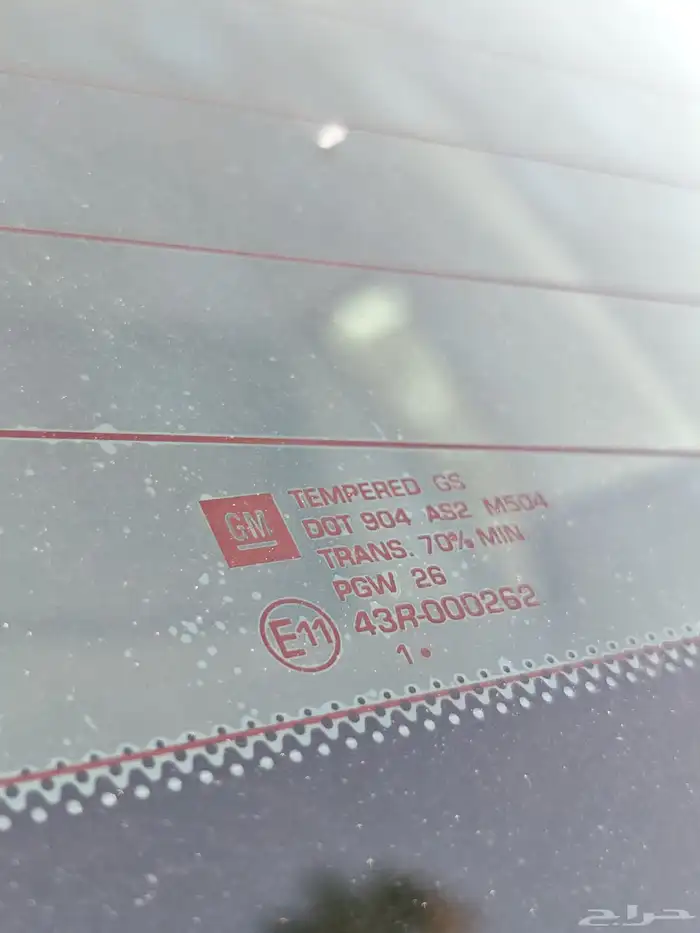 GM
TEMPERED GS
DOT 904 AS2 M504
TRANS. 70% MIN
PGW 26
E11 43R-000262
1 •
حراج